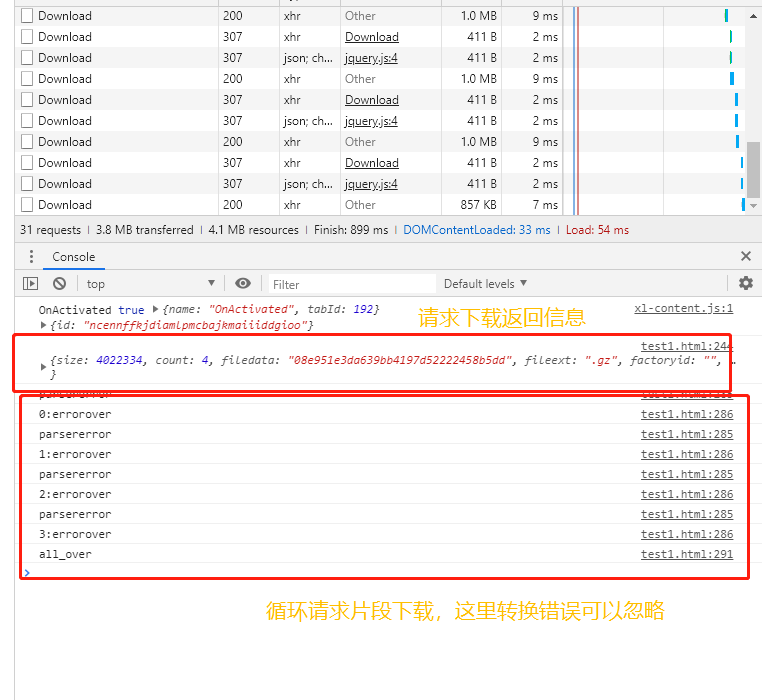 Download 200 xhr Other 1.0 MB 9 ms
Download 307 xhr Download 411 B 2 ms
Download 307 json; ch... jquery.js:4 411 B 2 ms
Download 200 xhr Other 1.0 MB 9 ms
Download 307 xhr Download 411 B 2 ms
Download 307 json; ch... jquery.js:4 411 B 2 ms
Download 200 xhr Other 1.0 MB 9 ms
Download 307 xhr Download 411 B 2 ms
Download 307 json; ch... jquery.js:4 411 B 2 ms
Download 200 xhr Other 857 KB 7 ms
31 requests | 3.8 MB transferred | 4.1 MB resources | Finish: 899 ms | DOMContentLoaded: 33 ms | Load: 54 ms
Console
top Filter Default levels
OnActivated true {name: "OnActivated", tabId: 192} xl-content.js:1
{id: "ncennffkjdiamlpmcbajkmaiiiddgioo"}
请求下载返回信息
test1.html:244
{size: 4022334, count: 4, filedata: "08e951e3da639bb4197d52222458b5dd", fileext: ".gz", factoryid: "", …
}
parsererror
0:errorover test1.html:286
parsererror test1.html:285
1:errorover test1.html:286
parsererror test1.html:285
2:errorover test1.html:286
parsererror test1.html:285
3:errorover test1.html:286
all_over test1.html:291
循环请求片段下载，这里转换错误可以忽略